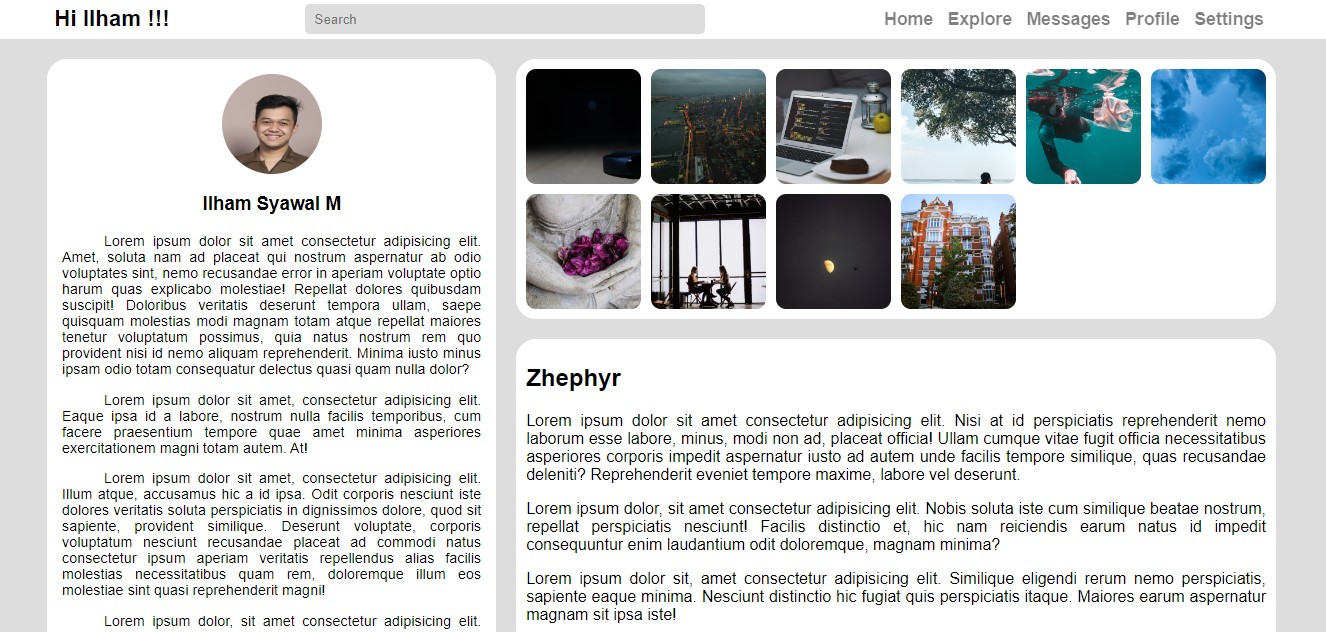 Hi Ilham !!!
Search
Home Explore Messages Profile Settings
Ilham Syawal M
Lorem ipsum dolor sit amet consectetur adipisicing elit.
Amet, soluta nam ad placeat qui nostrum aspernatur ab odio
voluptates sint, nemo recusandae error in aperiam voluptate optio
harum quas explicabo molestiae! Repellat dolores quibusdam
suscipit! Doloribus veritatis deserunt tempora ullam, saepe
quisquam molestias modi magnam totam atque repellat maiores
tenetur voluptatum possimus, quia natus nostrum rem quo
provident nisi id nemo aliquam reprehenderit. Minima iusto minus
ipsam odio totam consequatur delectus quasi quam nulla dolor?
Lorem ipsum dolor sit amet, consectetur adipisicing elit.
Eaque ipsa id a labore, nostrum nulla facilis temporibus, cum
facere praesentium tempore quae amet minima asperiores
exercitationem magni totam autem. At!
Lorem ipsum dolor sit amet, consectetur adipisicing elit.
Illum atque, accusamus hic a id ipsa. Odit corporis nesciunt iste
dolores veritatis soluta perspiciatis in dignissimos dolore, quod sit
sapiente, provident similique. Deserunt voluptate, corporis
voluptatum nesciunt recusandae placeat ad commodi natus
consectetur ipsum aperiam veritatis repellendus alias facilis
molestias necessitatibus quam rem, doloremque illum eos
molestiae sint quasi reprehenderit magni!
Lorem ipsum dolor, sit amet consectetur adipisicing elit.
Zhephyr
Lorem ipsum dolor sit amet consectetur adipisicing elit. Nisi at id perspiciatis reprehenderit nemo
laborum esse labore, minus, modi non ad, placeat officia! Ullam cumque vitae fugit officia necessitatibus
asperiores corporis impedit aspernatur iusto ad autem unde facilis tempore similique, quas recusandae
deleniti? Reprehenderit eveniet tempore maxime, labore vel deserunt.
Lorem ipsum dolor, sit amet consectetur adipisicing elit. Nobis soluta iste cum similique beatae nostrum,
repellat perspiciatis nesciunt! Facilis distinctio et, hic nam reiciendis earum natus id impedit
consequuntur enim laudantium odit doloremque, magnam minima?
Lorem ipsum dolor sit, amet consectetur adipisicing elit. Similique eligendi rerum nemo perspiciatis,
sapiente eaque minima. Nesciunt distinctio hic fugiat quis perspiciatis itaque. Maiores earum aspernatur
magnam sit ipsa iste!